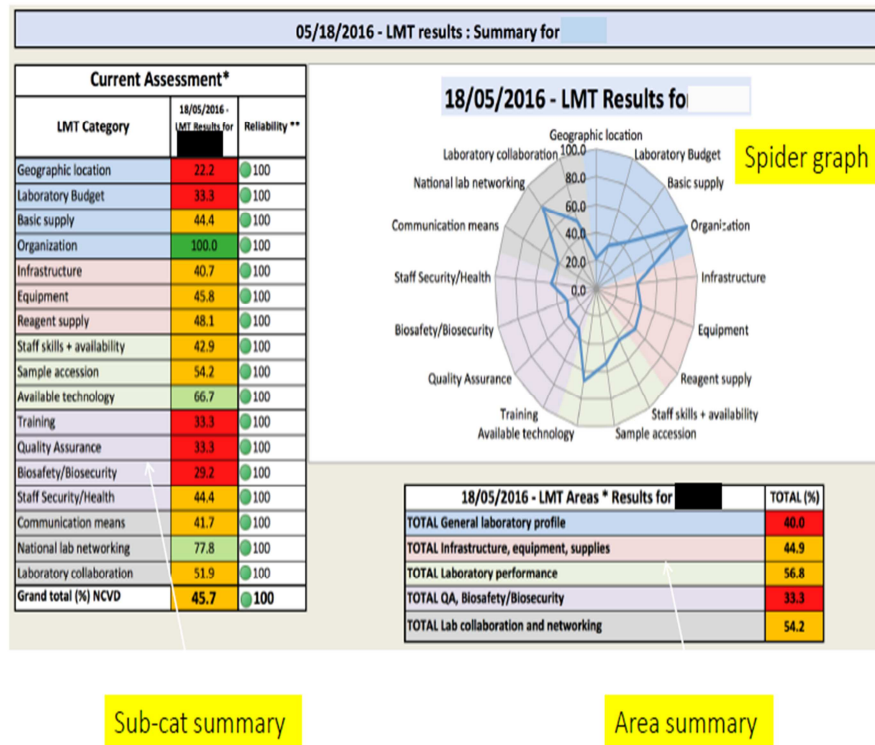 05/18/2016 - LMT results : Summary for
Current Assessment*
LMT Category
18/05/2016 -
LMT Results for
Reliability **
Geographic location 22.2 100
Laboratory Budget 33.3 100
Basic supply 44.4 100
Organization 100.0 100
Infrastructure 40.7 100
Equipment 45.8 100
Reagent supply 48.1 100
Staff skills + availability 42.9 100
Sample accession 54.2 100
Available technology 66.7 100
Training 33.3 100
Quality Assurance 33.3 100
Biosafety/Biosecurity 29.2 100
Staff Security/Health 44.4 100
Communication means 41.7 100
National lab networking 77.8 100
Laboratory collaboration 51.9 100
Grand total (%) NCVD 45.7 100
18/05/2016 - LMT Results fo
Spider graph
Geographic location
Laboratory Budget
Basic supply
Organization
Infrastructure
Equipment
Reagent supply
Staff skills + availability
Sample accession
Available technology
Training
Quality Assurance
Biosafety/Biosecurity
Staff Security/Health
Communication means
National lab networking
Laboratory collaboration
100.0
80.0
60.0
40.0
20.0
0.0
18/05/2016 - LMT Areas * Results for TOTAL (%)
TOTAL General laboratory profile 40.0
TOTAL Infrastructure, equipment, supplies 44.9
TOTAL Laboratory performance 56.8
TOTAL QA, Biosafety/Biosecurity 33.3
TOTAL Lab collaboration and networking 54.2
Sub-cat summary
Area summary